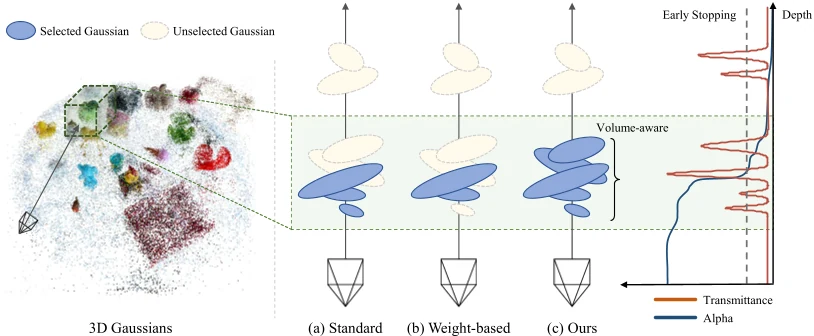 Selected Gaussian
Unselected Gaussian
Early Stopping
Depth
Volume-aware
Transmittance
Alpha
3D Gaussians
(a) Standard
(b) Weight-based
(c) Ours